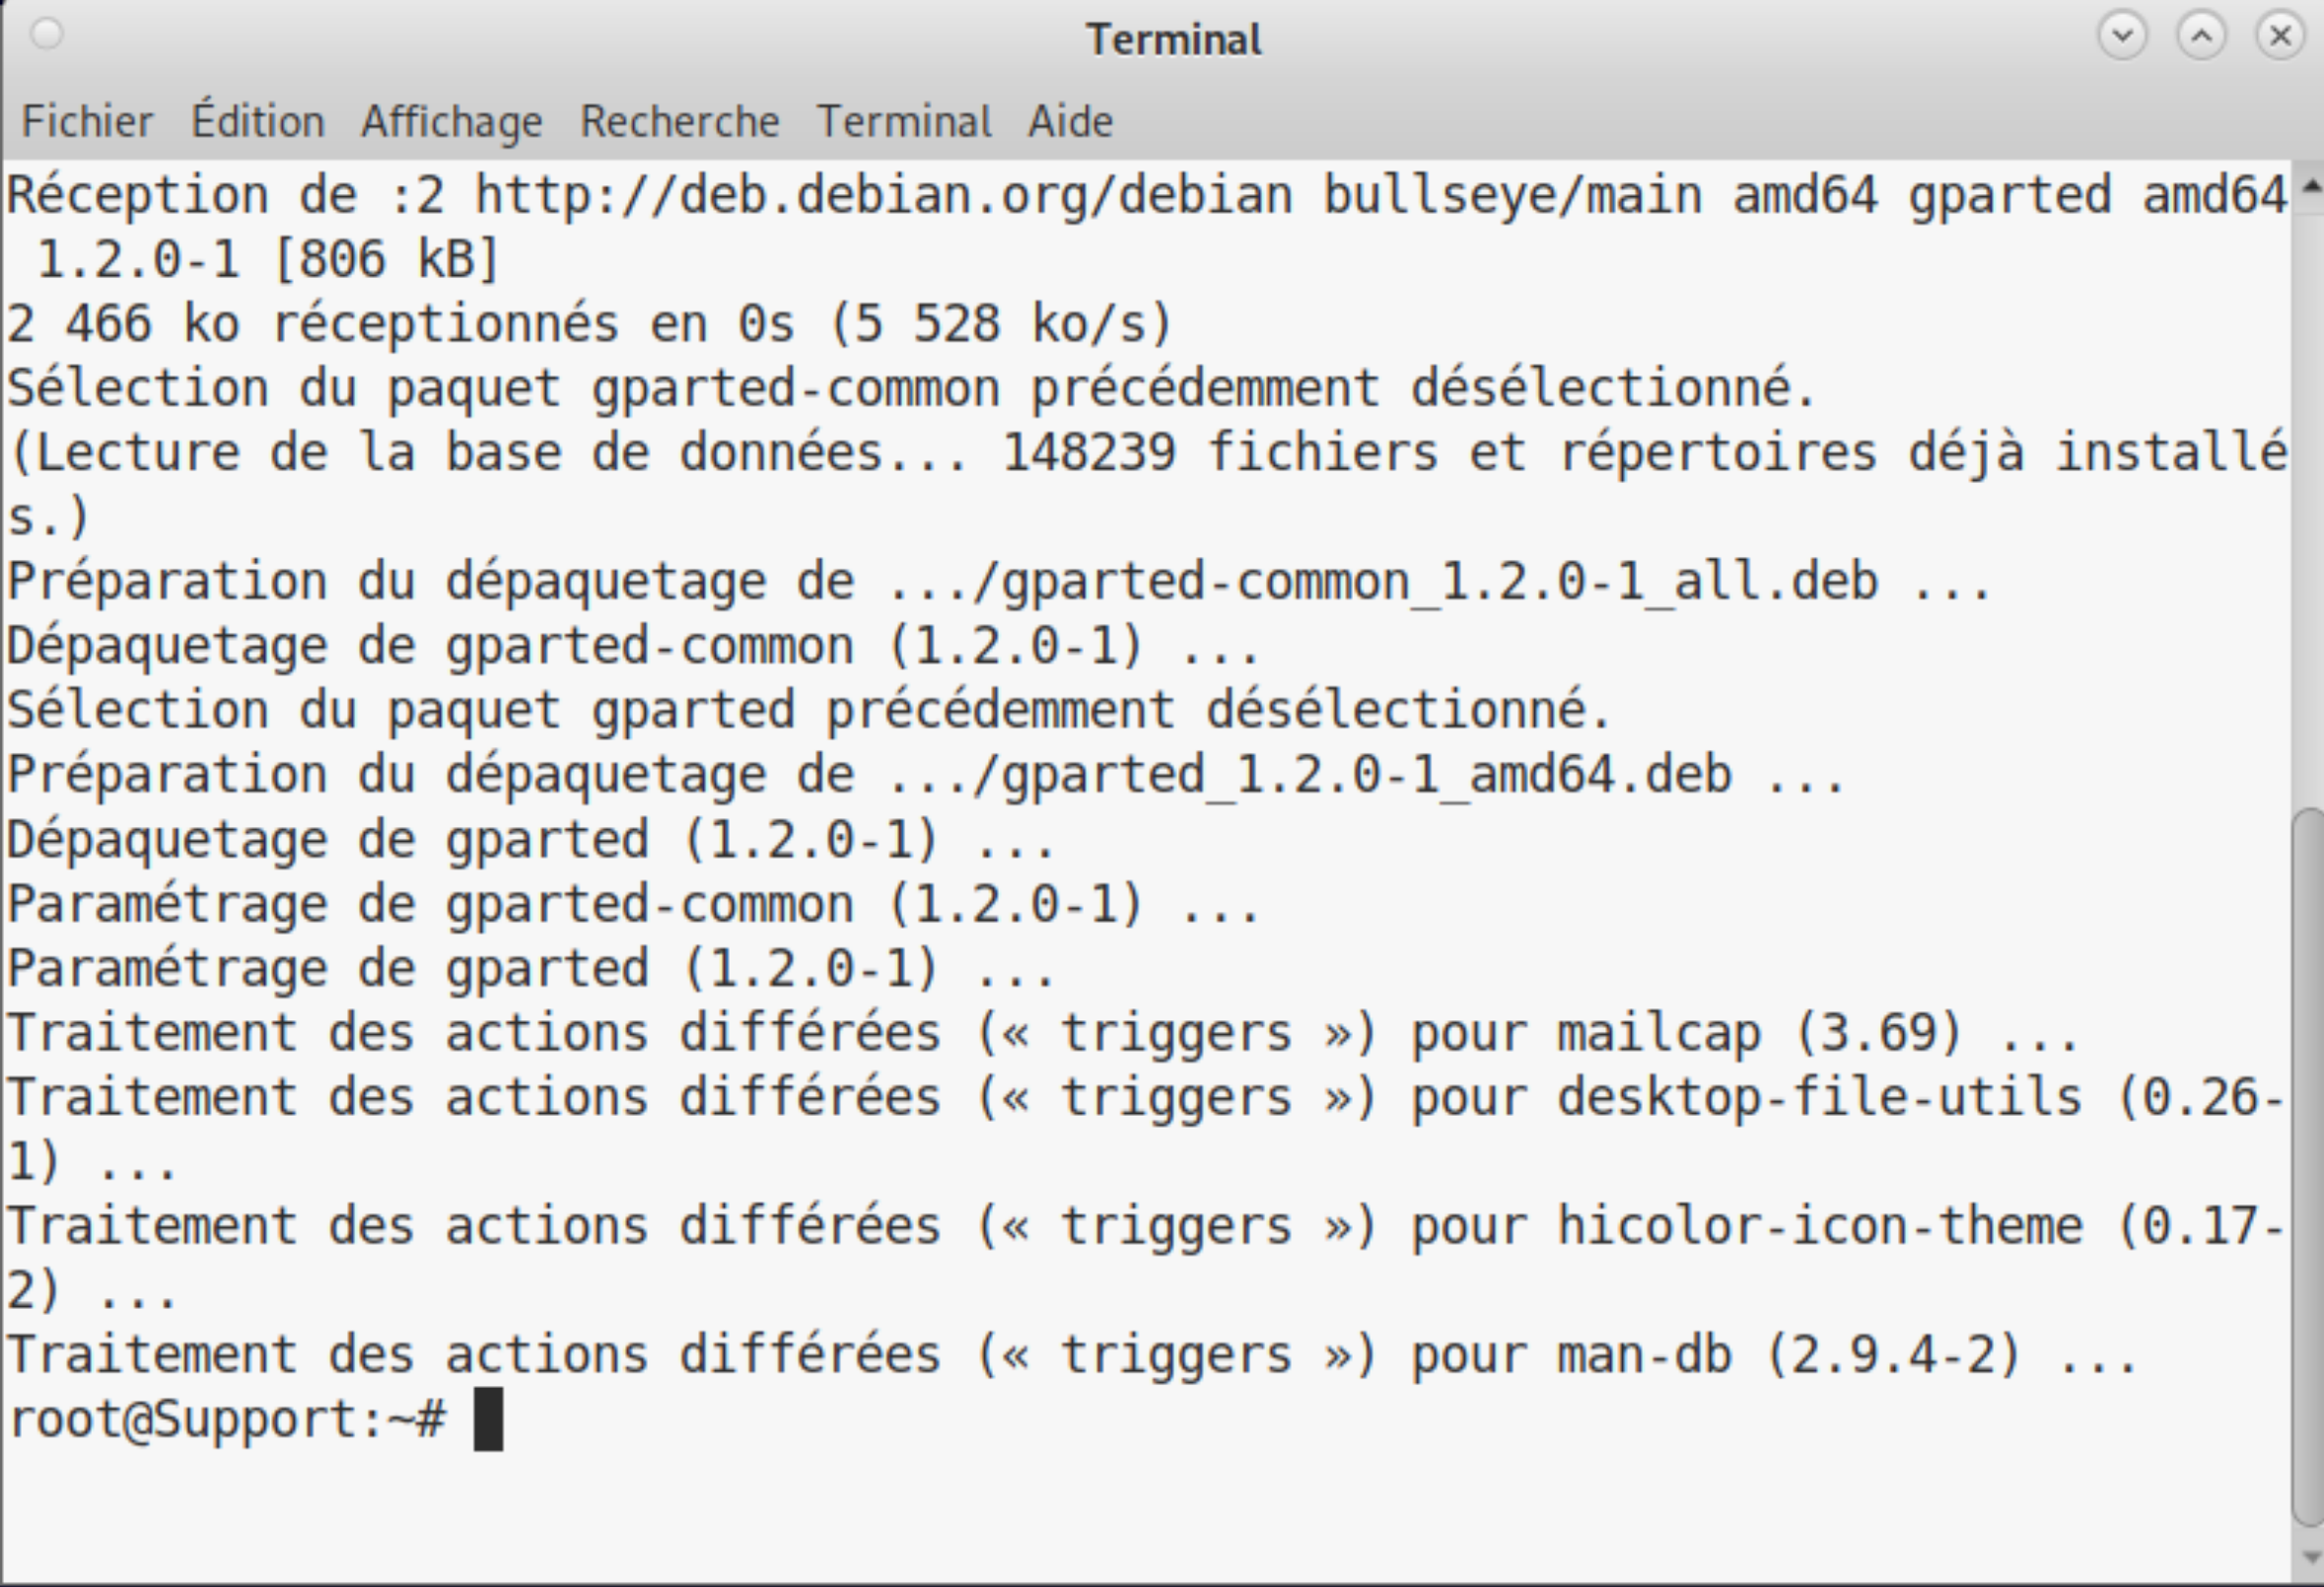 Terminal
Fichier Édition Affichage Recherche Terminal Aide
Réception de :2 http://deb.debian.org/debian bullseye/main amd64 gparted amd64
 1.2.0-1 [806 kB]
2 466 ko réceptionnés en 0s (5 528 ko/s)
Sélection du paquet gparted-common précédemment désélectionné.
(Lecture de la base de données... 148239 fichiers et répertoires déjà installé
s.)
Préparation du dépaquetage de .../gparted-common_1.2.0-1_all.deb ...
Dépaquetage de gparted-common (1.2.0-1) ...
Sélection du paquet gparted précédemment désélectionné.
Préparation du dépaquetage de .../gparted_1.2.0-1_amd64.deb ...
Dépaquetage de gparted (1.2.0-1) ...
Paramétrage de gparted-common (1.2.0-1) ...
Paramétrage de gparted (1.2.0-1) ...
Traitement des actions différées (« triggers ») pour mailcap (3.69) ...
Traitement des actions différées (« triggers ») pour desktop-file-utils (0.26-
1) ...
Traitement des actions différées (« triggers ») pour hicolor-icon-theme (0.17-
2) ...
Traitement des actions différées (« triggers ») pour man-db (2.9.4-2) ...
root@Support:~#